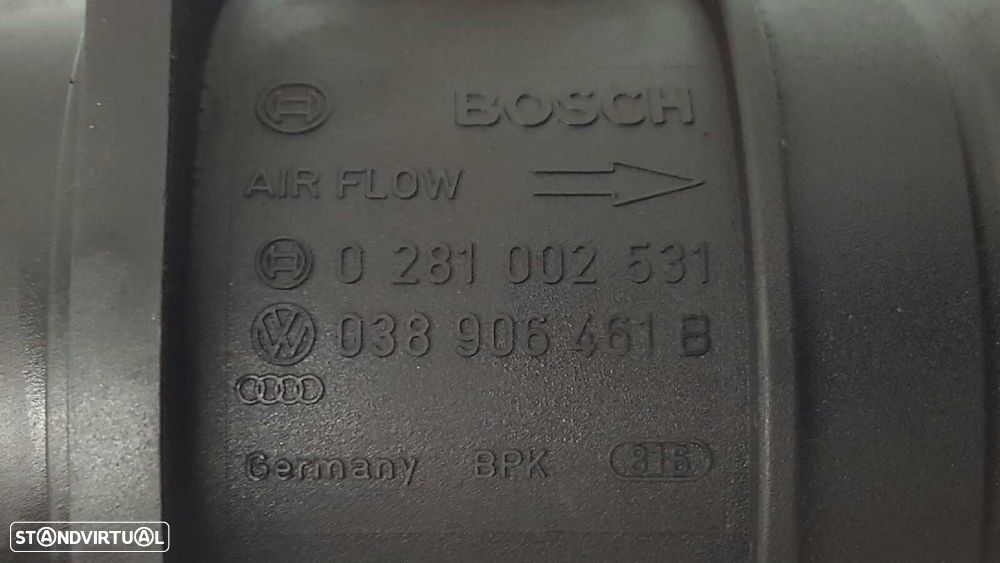 BOSCH
AIR FLOW
0 281 002 531
038 906 461 B
Germany BPK 816
STANDVIRTUAL